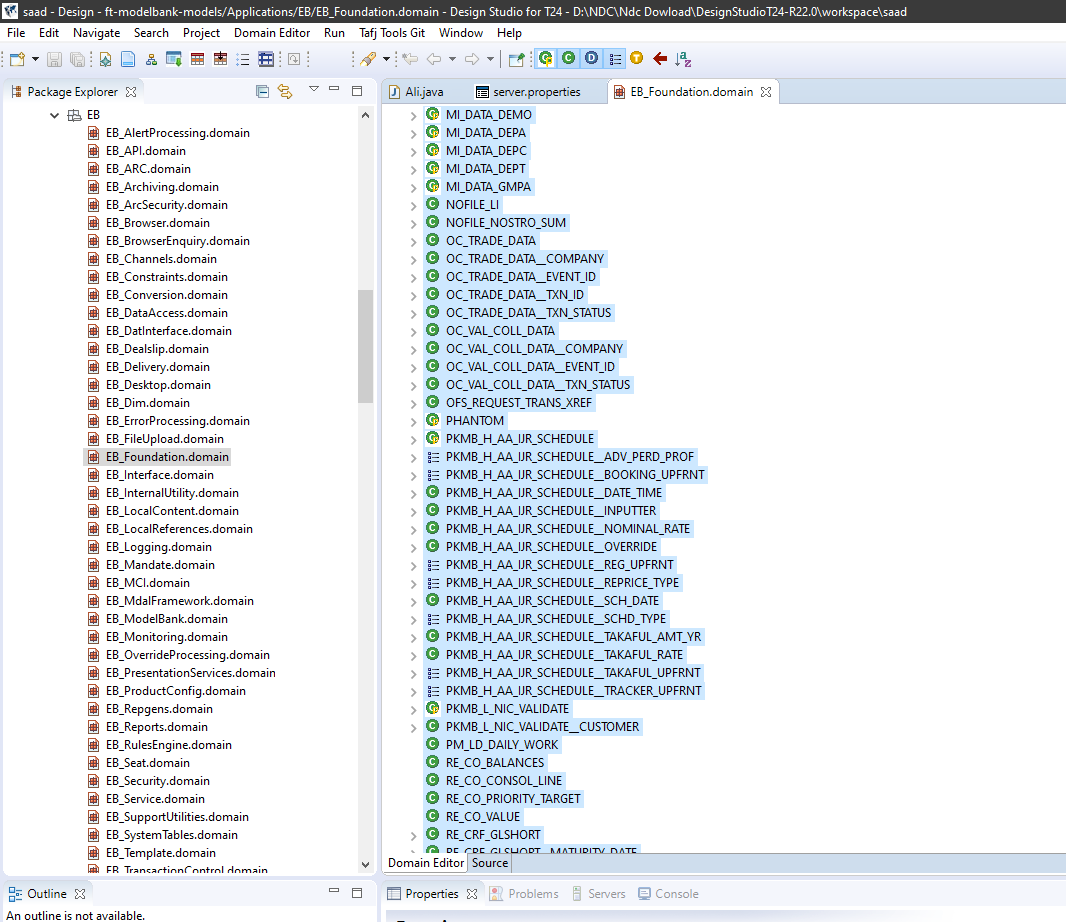 saad - Design - ft-modelbank-models/Applications/EB/EB_Foundation.domain - Design Studio for T24 - D:\NDC\Ndc Dowload\DesignStudioT24-R22.0\workspace\saad
File Edit Navigate Search Project Domain Editor Run Tafj Tools Git Window Help
Package Explorer
EB
EB_AlertProcessing.domain
EB_API.domain
EB_ARC.domain
EB_Archiving.domain
EB_ArcSecurity.domain
EB_Browser.domain
EB_BrowserEnquiry.domain
EB_Channels.domain
EB_Constraints.domain
EB_Conversion.domain
EB_DataAccess.domain
EB_DatInterface.domain
EB_Dealslip.domain
EB_Delivery.domain
EB_Desktop.domain
EB_Dim.domain
EB_ErrorProcessing.domain
EB_FileUpload.domain
EB_Foundation.domain
EB_Interface.domain
EB_InternalUtility.domain
EB_LocalContent.domain
EB_LocalReferences.domain
EB_Logging.domain
EB_Mandate.domain
EB_MCI.domain
EB_MdalFramework.domain
EB_ModelBank.domain
EB_Monitoring.domain
EB_OverrideProcessing.domain
EB_PresentationServices.domain
EB_ProductConfig.domain
EB_Repgens.domain
EB_Reports.domain
EB_RulesEngine.domain
EB_Seat.domain
EB_Security.domain
EB_Service.domain
EB_SupportUtilities.domain
EB_SystemTables.domain
EB_Template.domain
EB_TransactionControl.domain
Outline
An outline is not available.
Ali.java server.properties EB_Foundation.domain
MI_DATA_DEMO
MI_DATA_DEPA
MI_DATA_DEPC
MI_DATA_DEPT
MI_DATA_GMPA
NOFILE_LI
NOFILE_NOSTRO_SUM
OC_TRADE_DATA
OC_TRADE_DATA__COMPANY
OC_TRADE_DATA__EVENT_ID
OC_TRADE_DATA__TXN_ID
OC_TRADE_DATA__TXN_STATUS
OC_VAL_COLL_DATA
OC_VAL_COLL_DATA__COMPANY
OC_VAL_COLL_DATA__EVENT_ID
OC_VAL_COLL_DATA__TXN_STATUS
OFS_REQUEST_TRANS_XREF
PHANTOM
PKMB_H_AA_IJR_SCHEDULE
PKMB_H_AA_IJR_SCHEDULE__ADV_PERD_PROF
PKMB_H_AA_IJR_SCHEDULE__BOOKING_UPFRNT
PKMB_H_AA_IJR_SCHEDULE__DATE_TIME
PKMB_H_AA_IJR_SCHEDULE__INPUTTER
PKMB_H_AA_IJR_SCHEDULE__NOMINAL_RATE
PKMB_H_AA_IJR_SCHEDULE__OVERRIDE
PKMB_H_AA_IJR_SCHEDULE__REG_UPFRNT
PKMB_H_AA_IJR_SCHEDULE__REPRICE_TYPE
PKMB_H_AA_IJR_SCHEDULE__SCH_DATE
PKMB_H_AA_IJR_SCHEDULE__SCHD_TYPE
PKMB_H_AA_IJR_SCHEDULE__TAKAFUL_AMT_YR
PKMB_H_AA_IJR_SCHEDULE__TAKAFUL_RATE
PKMB_H_AA_IJR_SCHEDULE__TAKAFUL_UPFRNT
PKMB_H_AA_IJR_SCHEDULE__TRACKER_UPFRNT
PKMB_L_NIC_VALIDATE
PKMB_L_NIC_VALIDATE__CUSTOMER
PM_LD_DAILY_WORK
RE_CO_BALANCES
RE_CO_CONSOL_LINE
RE_CO_PRIORITY_TARGET
RE_CO_VALUE
RE_CRF_GLSHORT
RE_CRF_GLSHORT__MATURITY_DATE
Domain Editor Source
Properties Problems Servers Console